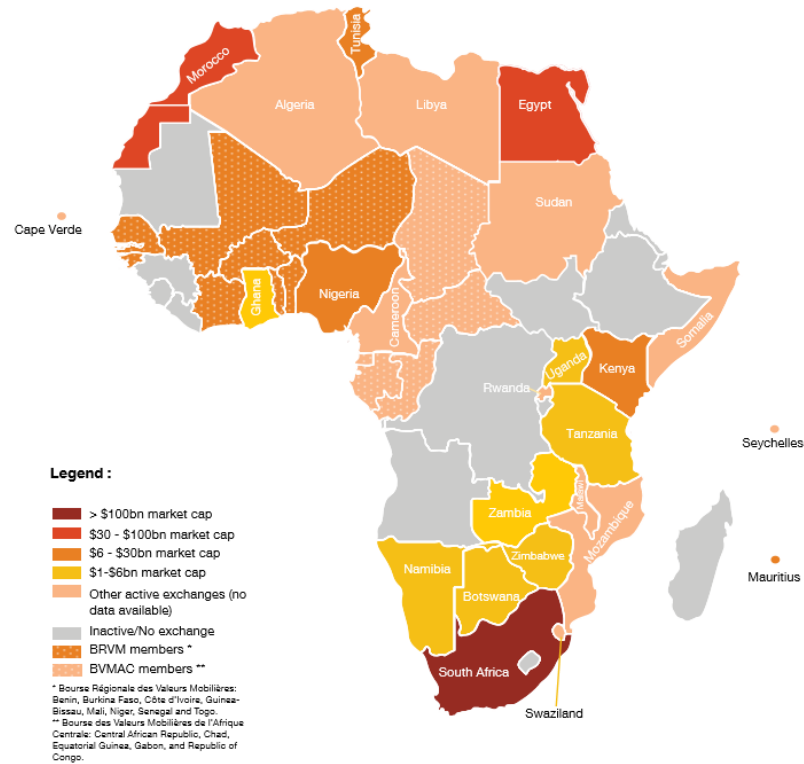 Tunisia
Morocco
Algeria
Libya
Egypt
Cape Verde
Sudan
Ghana
Nigeria
Cameroon
Somalia
Uganda
Kenya
Rwanda
Tanzania
Seychelles
Malawi
Zambia
Mozambique
Zimbabwe
Namibia
Botswana
Mauritius
South Africa
Swaziland
Legend :
> $100bn market cap
$30 - $100bn market cap
$6 - $30bn market cap
$1-$6bn market cap
Other active exchanges (no
data available)
Inactive/No exchange
BRVM members *
BVMAC members **
* Bourse Régionale des Valeurs Mobilières:
Benin, Burkina Faso, Côte d'Ivoire, Guinea-
Bissau, Mali, Niger, Senegal and Togo.
** Bourse des Valeurs Mobilières de l'Afrique
Centrale: Central African Republic, Chad,
Equatorial Guinea, Gabon, and Republic of
Congo.